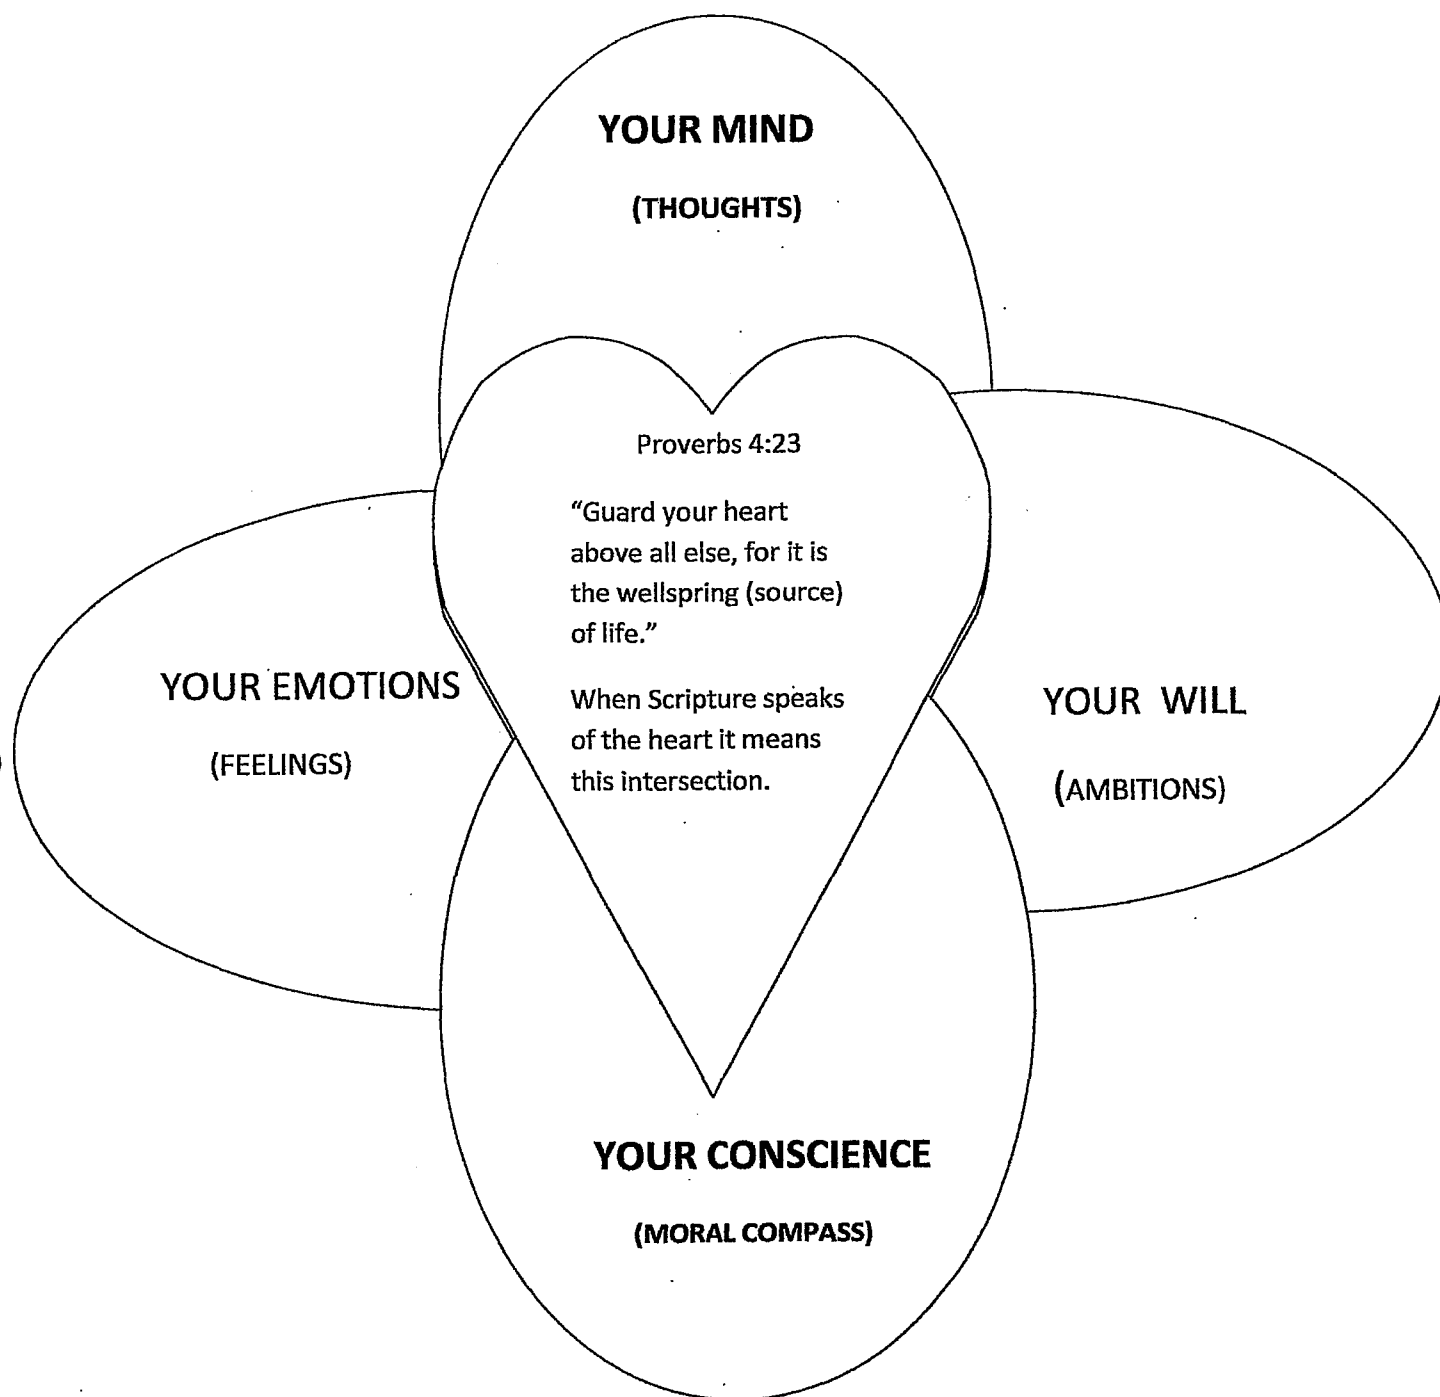 YOUR MIND
(THOUGHTS)
Proverbs 4:23
“Guard your heart
above all else, for it is
the wellspring (source)
of life.”
When Scripture speaks
of the heart it means
this intersection.
YOUR EMOTIONS
(FEELINGS)
YOUR WILL
(AMBITIONS)
YOUR CONSCIENCE
(MORAL COMPASS)